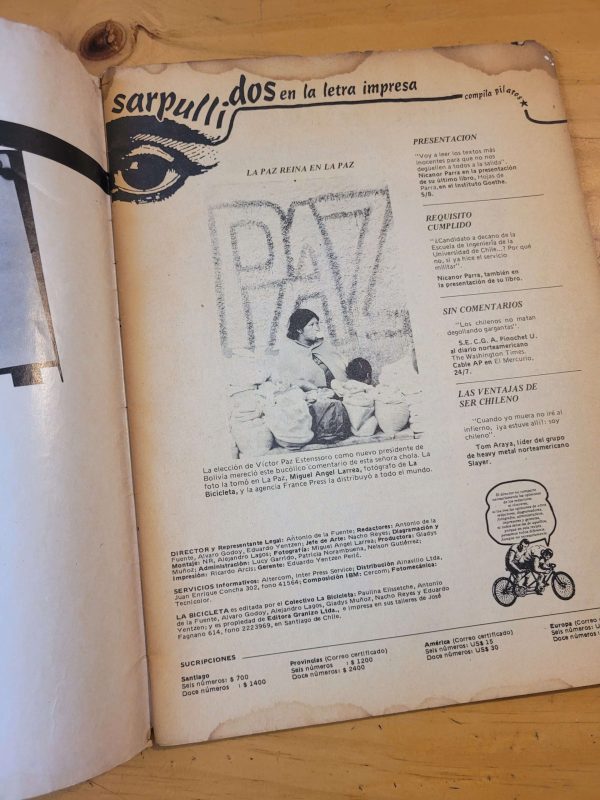 sarpullidos en la letra impresa
compila pilatos
LA PAZ REINA EN LA PAZ
PAZ
La elección de Víctor Paz Estenssoro como nuevo presidente de
Bolivia mereció este bucólico comentario de esta señora chola. La
foto la tomó en La Paz, Miguel Angel Larrea, fotógrafo de La
Bicicleta, y la agencia France Press la distribuyó a todo el mundo.
PRESENTACION
"Voy a leer los textos más
inocentes para que no nos
degüellen a todos a la salida".
Nicanor Parra en la presentación
de su último libro, Hojas de
Parra, en el Instituto Goethe.
5/8.
REQUISITO
CUMPLIDO
"¿Candidato a decano de la
Escuela de Ingeniería de la
Universidad de Chile...? Por qué
no, si ya hice el servicio
militar".
Nicanor Parra, también en
la presentación de su libro.
SIN COMENTARIOS
"Los chilenos no matan
degollando gargantas".
S.E. C.G. A. Pinochet U.
al diario norteamericano
The Washington Times.
Cable AP en El Mercurio,
24/7.
LAS VENTAJAS DE
SER CHILENO
"Cuando yo muera no iré al
infierno, ¡ya estuve allí!: soy
chileno".
Tom Araya, líder del grupo
de heavy metal norteamericano
Slayer.
DIRECTOR y Representante Legal: Antonio de la Fuente; Redactores: Antonio de la
Fuente, Alvaro Godoy, Eduardo Yentzen; Jefe de Arte: Nacho Reyes; Diagramación y
Montaje: NR, Alejandro Lagos; Fotografía: Miguel Angel Larrea; Productora: Gladys
Muñoz; Administración: Lucy Garrido, Patricia Norambuena, Nelson Gutiérrez;
Impresión: Ricardo Arcis; Gerente: Eduardo Yentzen Peric.
SERVICIOS Informativos: Altercom, Inter Press Service; Distribución Ainavillo Ltda.,
Juan Enrique Concha 302, fono 41564; Composición IBM: Cercom; Fotomecánica:
Tecnicolor.
LA BICICLETA es editada por el Colectivo La Bicicleta: Paulina Elissetche, Antonio
de la Fuente, Alvaro Godoy, Alejandro Lagos, Gladys Muñoz, Nacho Reyes y Eduardo
Yentzen; y es propiedad de Editora Granizo Ltda., e impresa en sus talleres de José
Fagnano 614, fono 2223969, en Santiago de Chile.
SUCRIPCIONES
Santiago
Seis números: $ 700
Doce números : $ 1400
Provincias (Correo certificado)
Seis números : $ 1200
Doce números : $ 2400
América (Correo certificado)
Seis números: US$ 15
Doce números: US$ 30
Europa (Correo certificado)
Seis números:
Doce números: